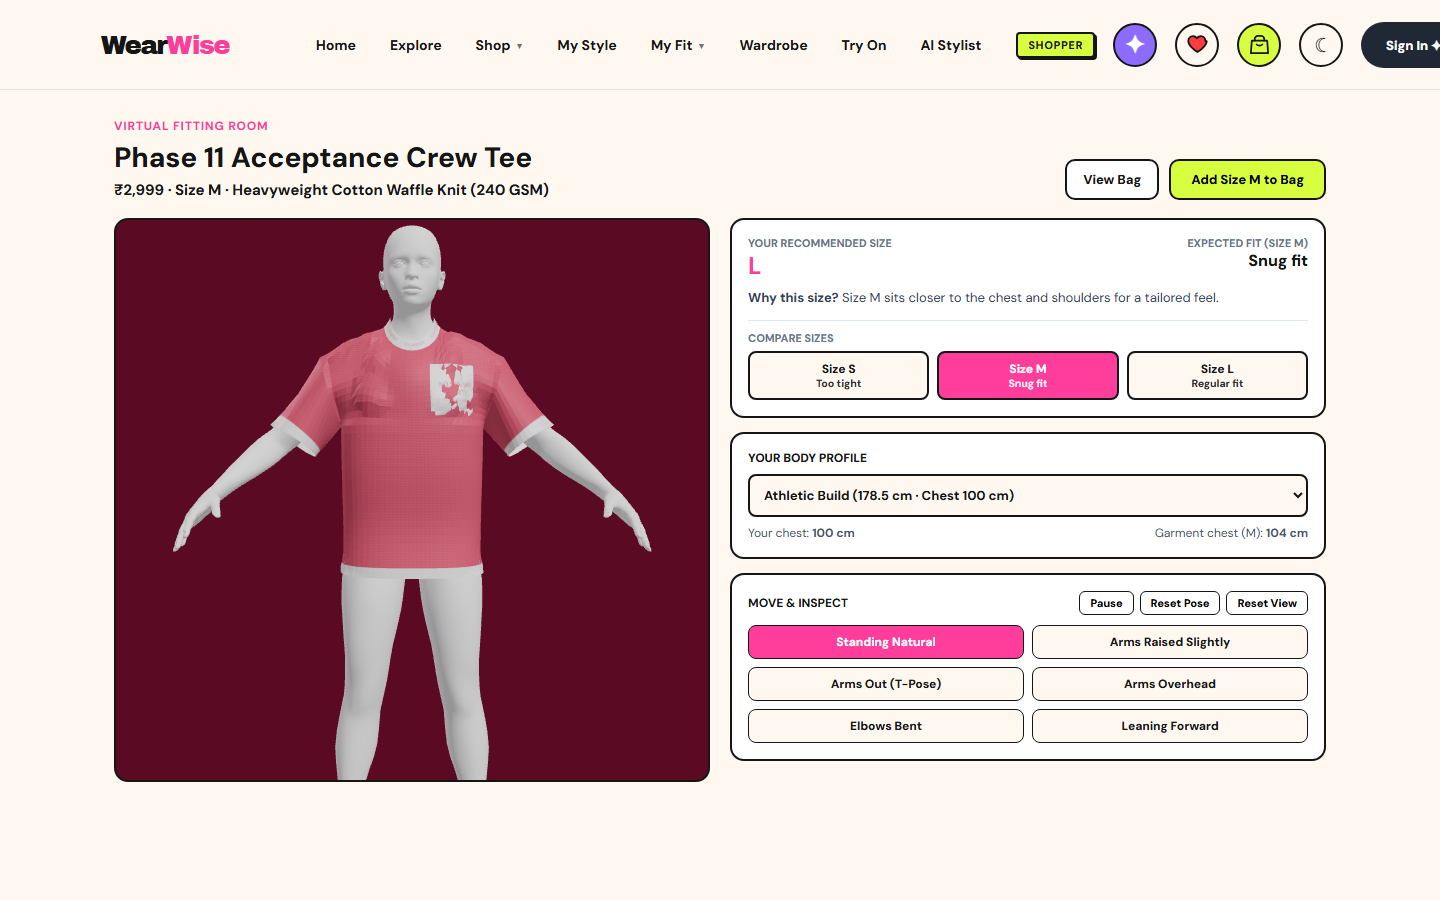 WearWise
Home
Explore
Shop ▼
My Style
My Fit ▼
Wardrobe
Try On
AI Stylist
SHOPPER
Sign In ✦
VIRTUAL FITTING ROOM
Phase 11 Acceptance Crew Tee
₹2,999 · Size M · Heavyweight Cotton Waffle Knit (240 GSM)
View Bag
Add Size M to Bag
YOUR RECOMMENDED SIZE
L
EXPECTED FIT (SIZE M)
Snug fit
Why this size? Size M sits closer to the chest and shoulders for a tailored feel.
COMPARE SIZES
Size S
Too tight
Size M
Snug fit
Size L
Regular fit
YOUR BODY PROFILE
Athletic Build (178.5 cm · Chest 100 cm)
Your chest: 100 cm
Garment chest (M): 104 cm
MOVE & INSPECT
Pause
Reset Pose
Reset View
Standing Natural
Arms Raised Slightly
Arms Out (T-Pose)
Arms Overhead
Elbows Bent
Leaning Forward